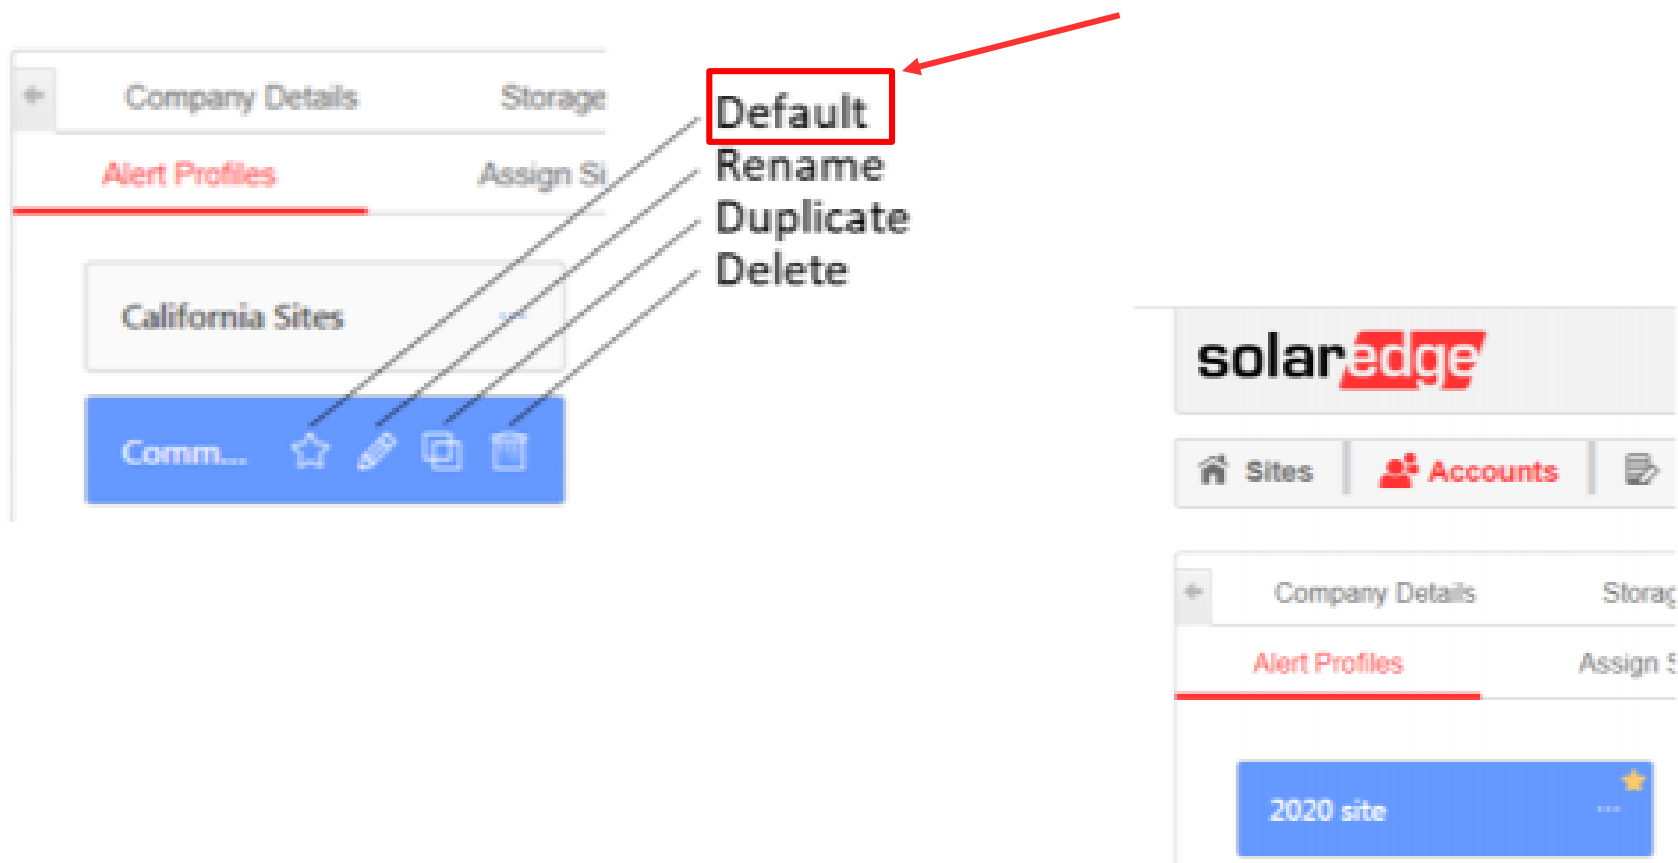 Company Details Storage
Alert Profiles Assign Si
California Sites ...
Comm...
Default
Rename
Duplicate
Delete
solaredge
Sites Accounts
Company Details Storag
Alert Profiles Assign S
2020 site ...